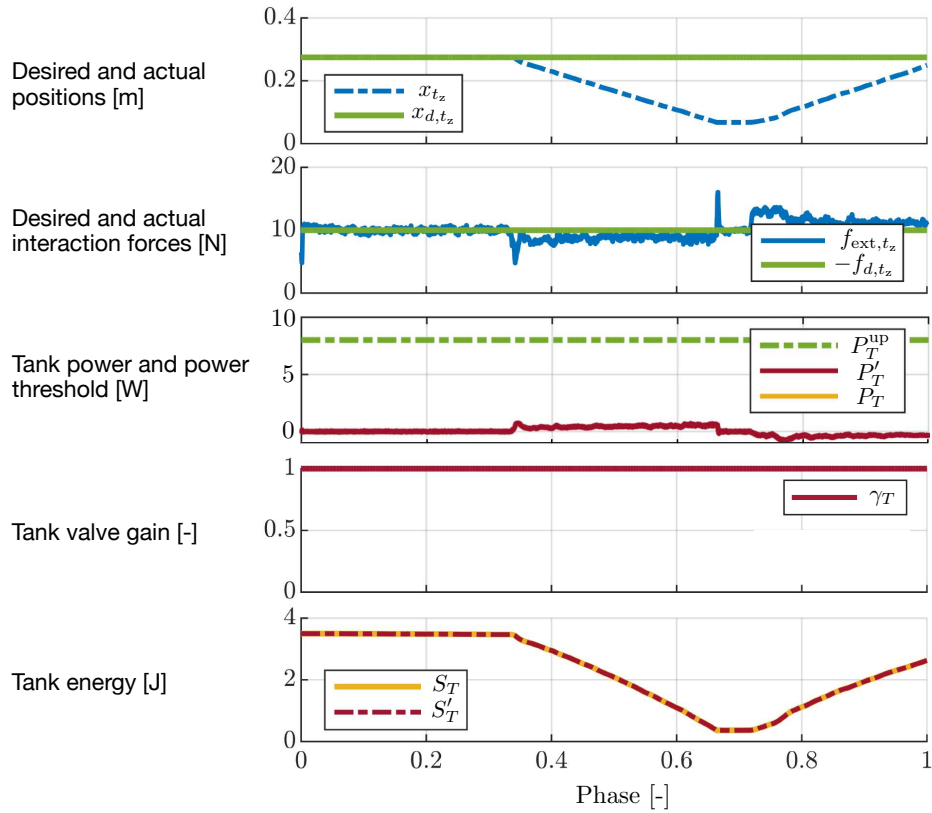 Desired and actual
positions [m]
0.4
0.2
0
x_{t_z}
x_{d,t_z}
Desired and actual
interaction forces [N]
20
10
0
f_{ext,t_z}
-f_{d,t_z}
Tank power and power
threshold [W]
10
5
0
P_T^{up}
P'_T
P_T
Tank valve gain [-]
1
0.5
0
γ_T
Tank energy [J]
4
2
0
S_T
S'_T
0 0.2 0.4 0.6 0.8 1
Phase [-]